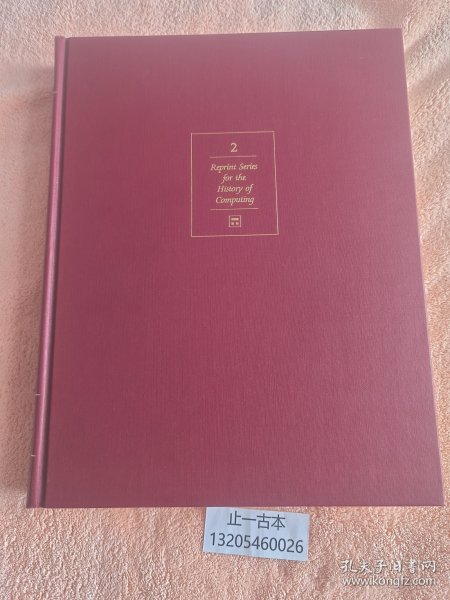 2
Reprint Series
for the
History of
Computing
止一古本
13205460026
孔夫子旧书网
www.kongfz.com